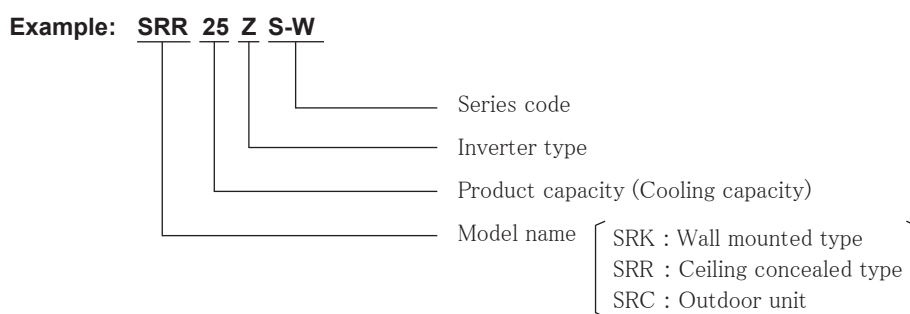 Example: SRR 25 Z S-W
Series code
Inverter type
Product capacity (Cooling capacity)
Model name
SRK : Wall mounted type
SRR : Ceiling concealed type
SRC : Outdoor unit